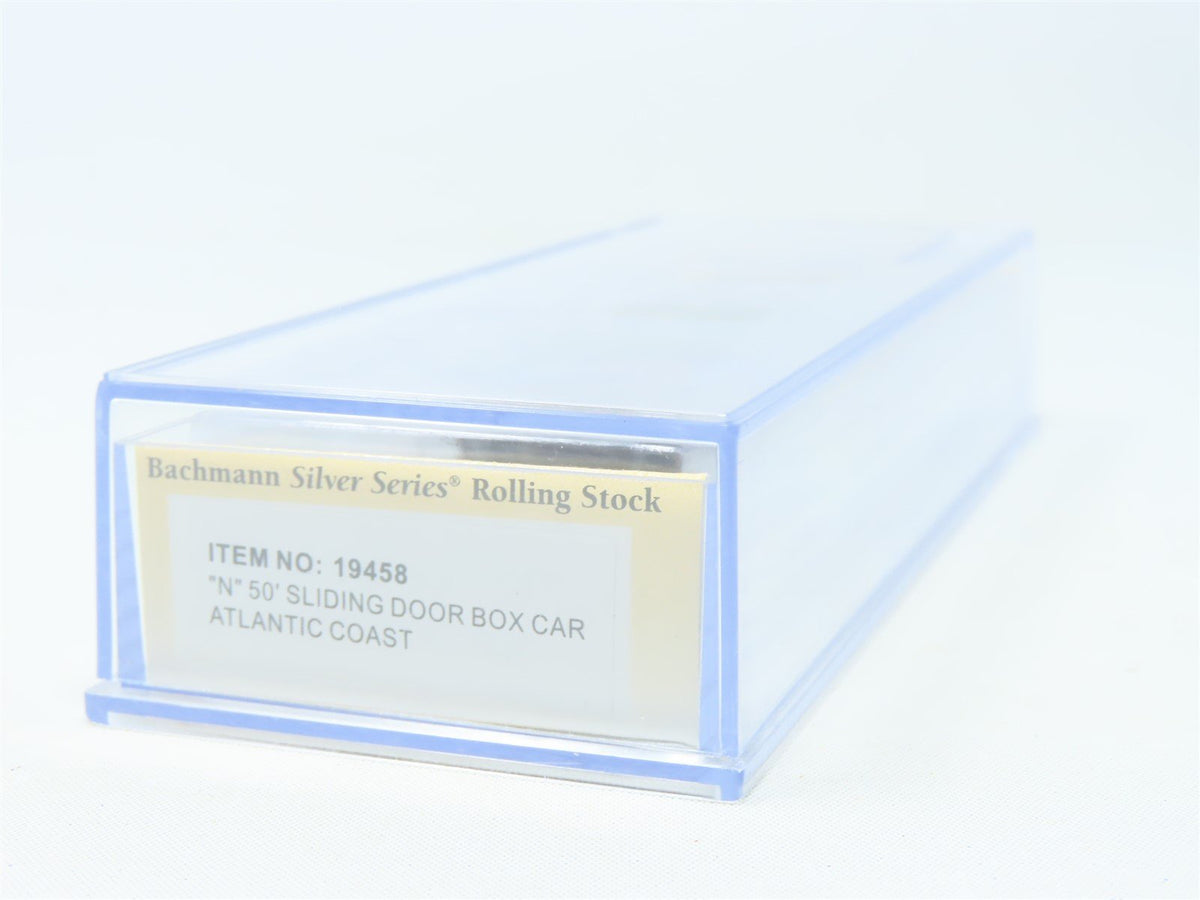 Bachmann Silver Series® Rolling Stock
ITEM NO: 19458
"N" 50' SLIDING DOOR BOX CAR
ATLANTIC COAST